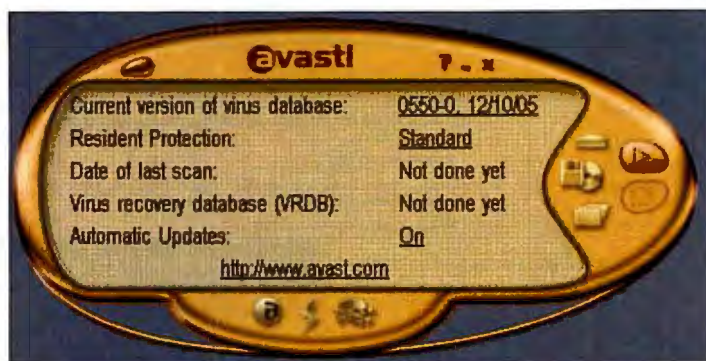 avast!
? - x
Current version of virus database: 0550-0, 12/10/05
Resident Protection: Standard
Date of last scan: Not done yet
Virus recovery database (VRDB): Not done yet
Automatic Updates: On
http://www.avast.com
a